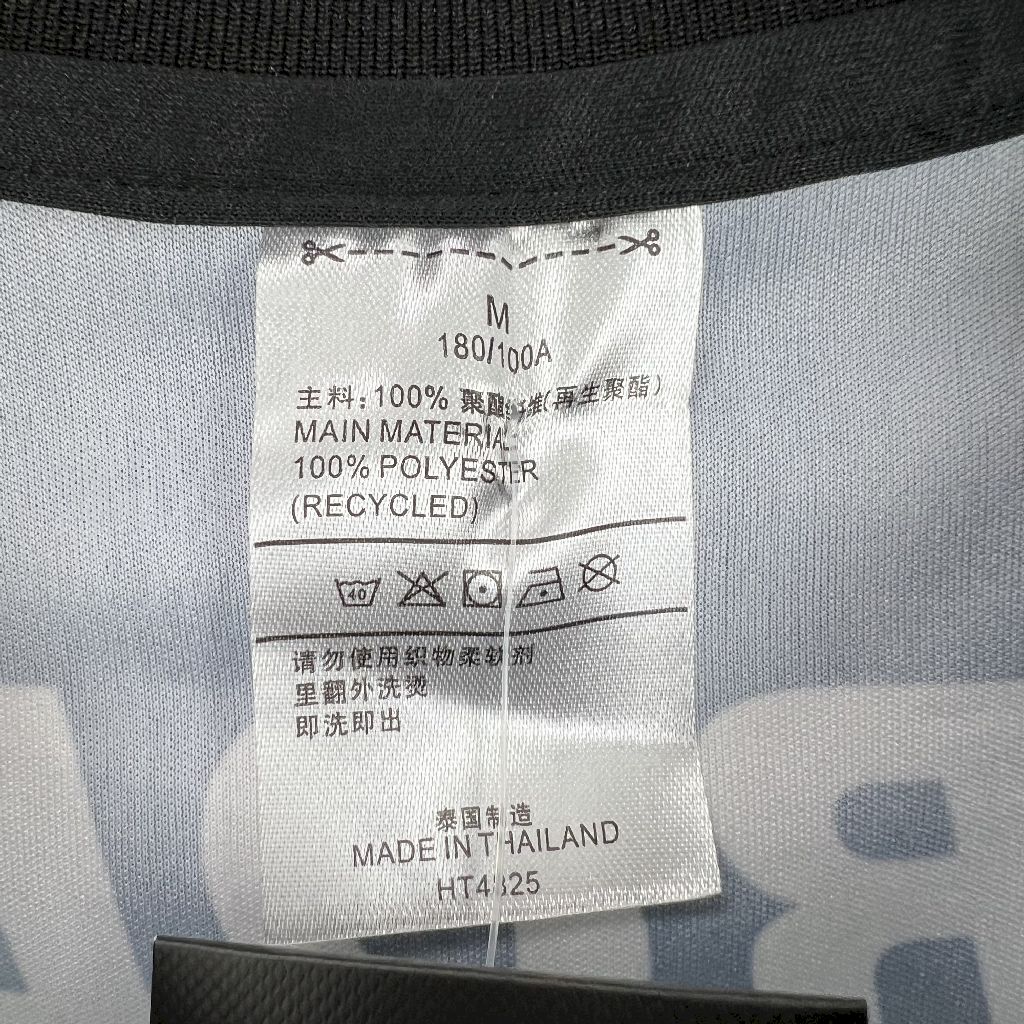 M
180/100A
主料：100% 聚酯纤维(再生聚酯)
MAIN MATERIAL:
100% POLYESTER
(RECYCLED)
40
请勿使用织物柔软剂
里翻外洗烫
即洗即出
泰国制造
MADE IN THAILAND